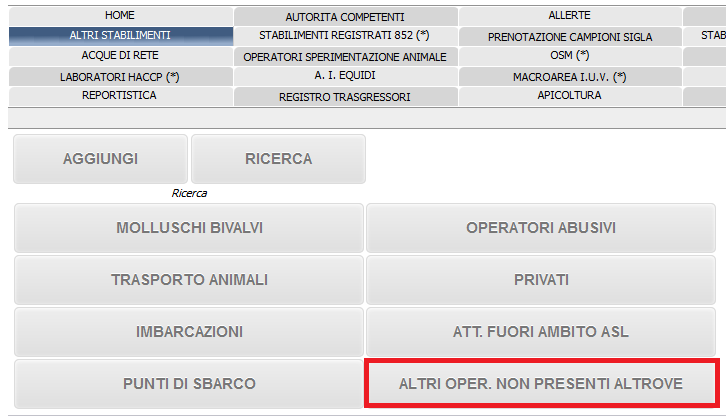 HOME AUTORITA COMPETENTI ALLERTE
ALTRI STABILIMENTI STABILIMENTI REGISTRATI 852 (*) PRENOTAZIONE CAMPIONI SIGLA STAB
ACQUE DI RETE OPERATORI SPERIMENTAZIONE ANIMALE OSM (*)
LABORATORI HACCP (*) A. I. EQUIDI MACROAREA I.U.V. (*)
REPORTISTICA REGISTRO TRASGRESSORI APICOLTURA
AGGIUNGI RICERCA
Ricerca
MOLLUSCHI BIVALVI OPERATORI ABUSIVI
TRASPORTO ANIMALI PRIVATI
IMBARCAZIONI ATT. FUORI AMBITO ASL
PUNTI DI SBARCO ALTRI OPER. NON PRESENTI ALTROVE